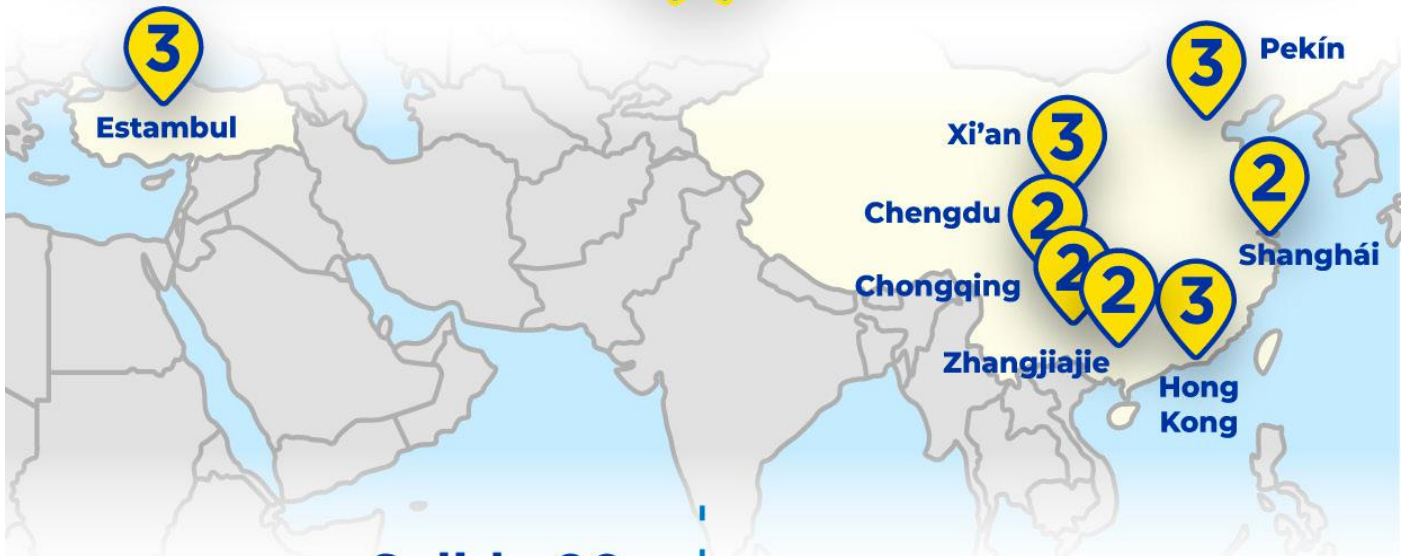 3
Estambul
3
Pekín
Xi'an
3
2
Shanghái
Chengdu
2
Chongqing
2
2
Zhangjiajie
3
Hong
Kong